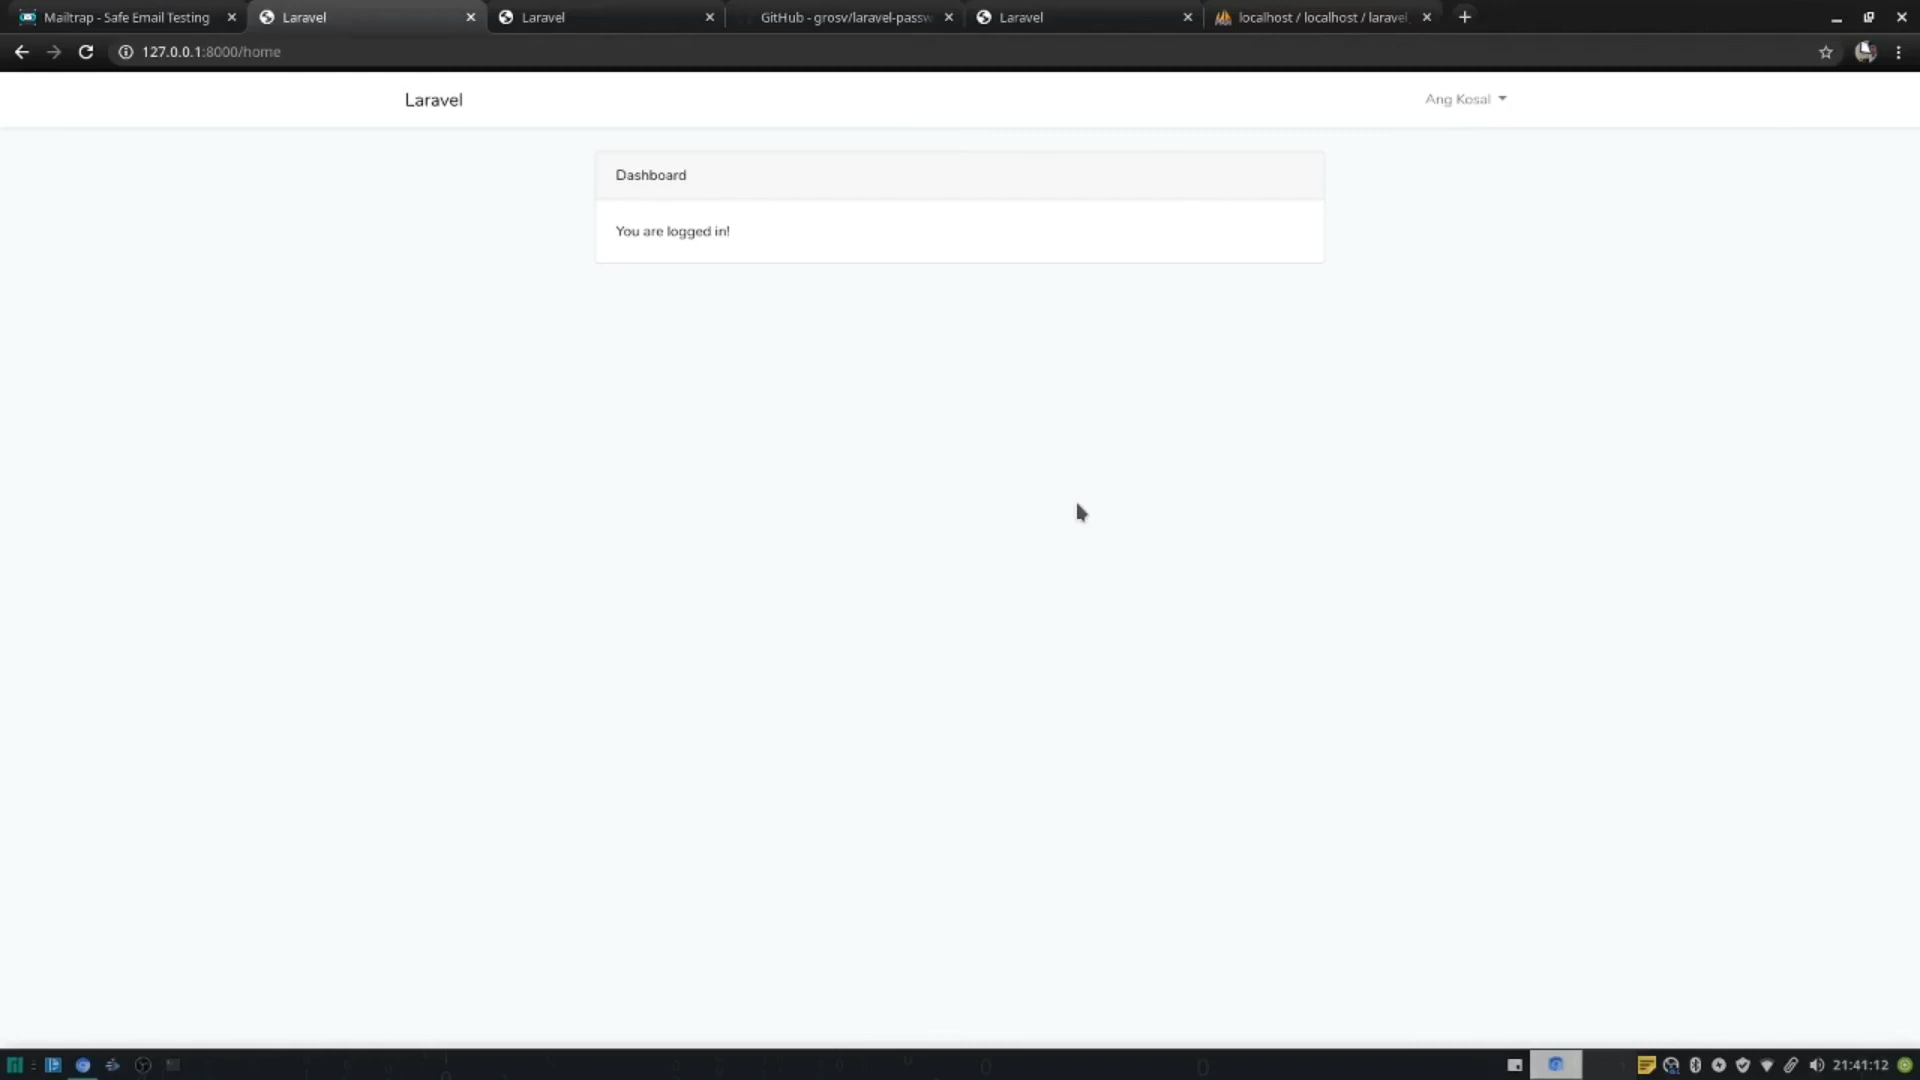 Mailtrap - Safe Email Testing
Laravel
Laravel
GitHub - grosv/laravel-passw
Laravel
localhost / localhost / laravel_
127.0.0.1:8000/home
Laravel
Ang Kosal
Dashboard
You are logged in!
21:41:12